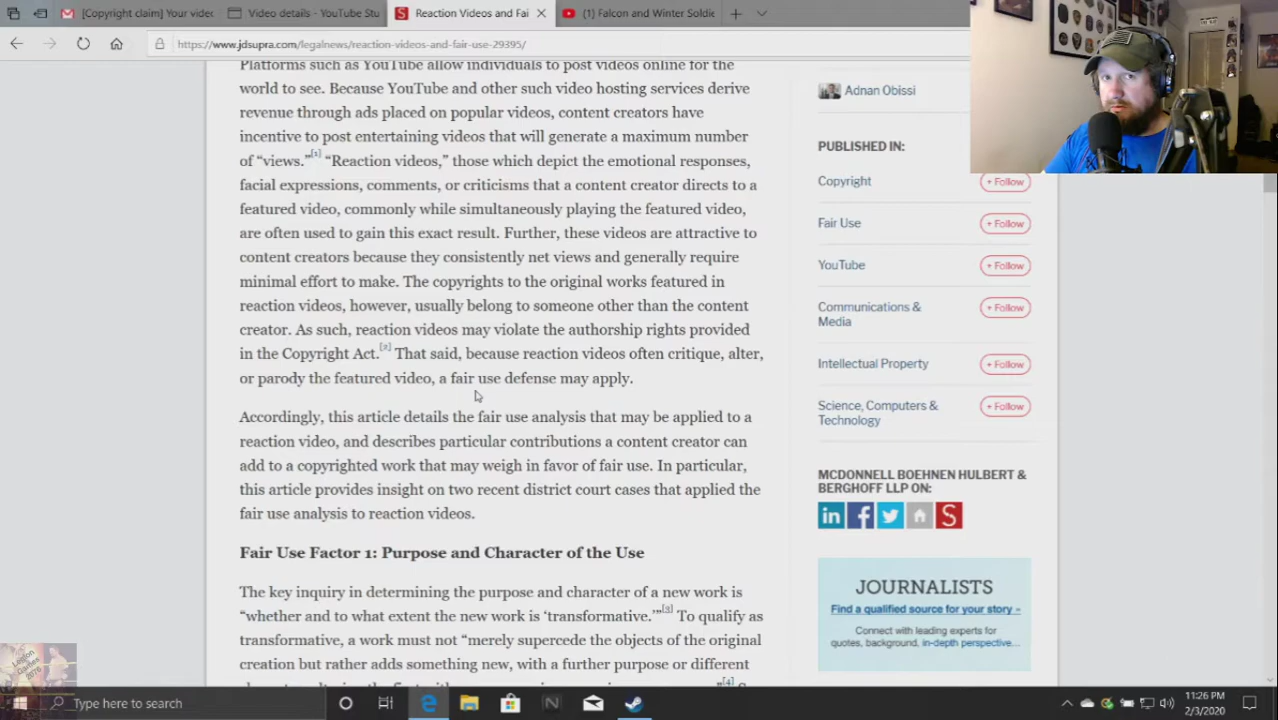 [Copyright claim] Your video
Video details - YouTube Stu
Reaction Videos and Fai
(1) Falcon and Winter Soldie
https://www.jdsupra.com/legalnews/reaction-videos-and-fair-use-29395/
Platforms such as YouTube allow individuals to post videos online for the
world to see. Because YouTube and other such video hosting services derive
revenue through ads placed on popular videos, content creators have
incentive to post entertaining videos that will generate a maximum number
of “views.”[1] “Reaction videos,” those which depict the emotional responses,
facial expressions, comments, or criticisms that a content creator directs to a
featured video, commonly while simultaneously playing the featured video,
are often used to gain this exact result. Further, these videos are attractive to
content creators because they consistently net views and generally require
minimal effort to make. The copyrights to the original works featured in
reaction videos, however, usually belong to someone other than the content
creator. As such, reaction videos may violate the authorship rights provided
in the Copyright Act.[2] That said, because reaction videos often critique, alter,
or parody the featured video, a fair use defense may apply.
Accordingly, this article details the fair use analysis that may be applied to a
reaction video, and describes particular contributions a content creator can
add to a copyrighted work that may weigh in favor of fair use. In particular,
this article provides insight on two recent district court cases that applied the
fair use analysis to reaction videos.
Fair Use Factor 1: Purpose and Character of the Use
The key inquiry in determining the purpose and character of a new work is
“whether and to what extent the new work is ‘transformative.’”[3] To qualify as
transformative, a work must not “merely supercede the objects of the original
creation but rather adds something new, with a further purpose or different
[4]
Adnan Obissi
PUBLISHED IN:
Copyright
+ Follow
Fair Use
+ Follow
YouTube
+ Follow
Communications &
Media
+ Follow
Intellectual Property
+ Follow
Science, Computers &
Technology
+ Follow
MCDONNELL BOEHNEN HULBERT &
BERGHOFF LLP ON:
JOURNALISTS
Find a qualified source for your story »
Connect with leading experts for
quotes, background, in-depth perspective...
Legion
Games
2076
Type here to search
11:26 PM
2/3/2020